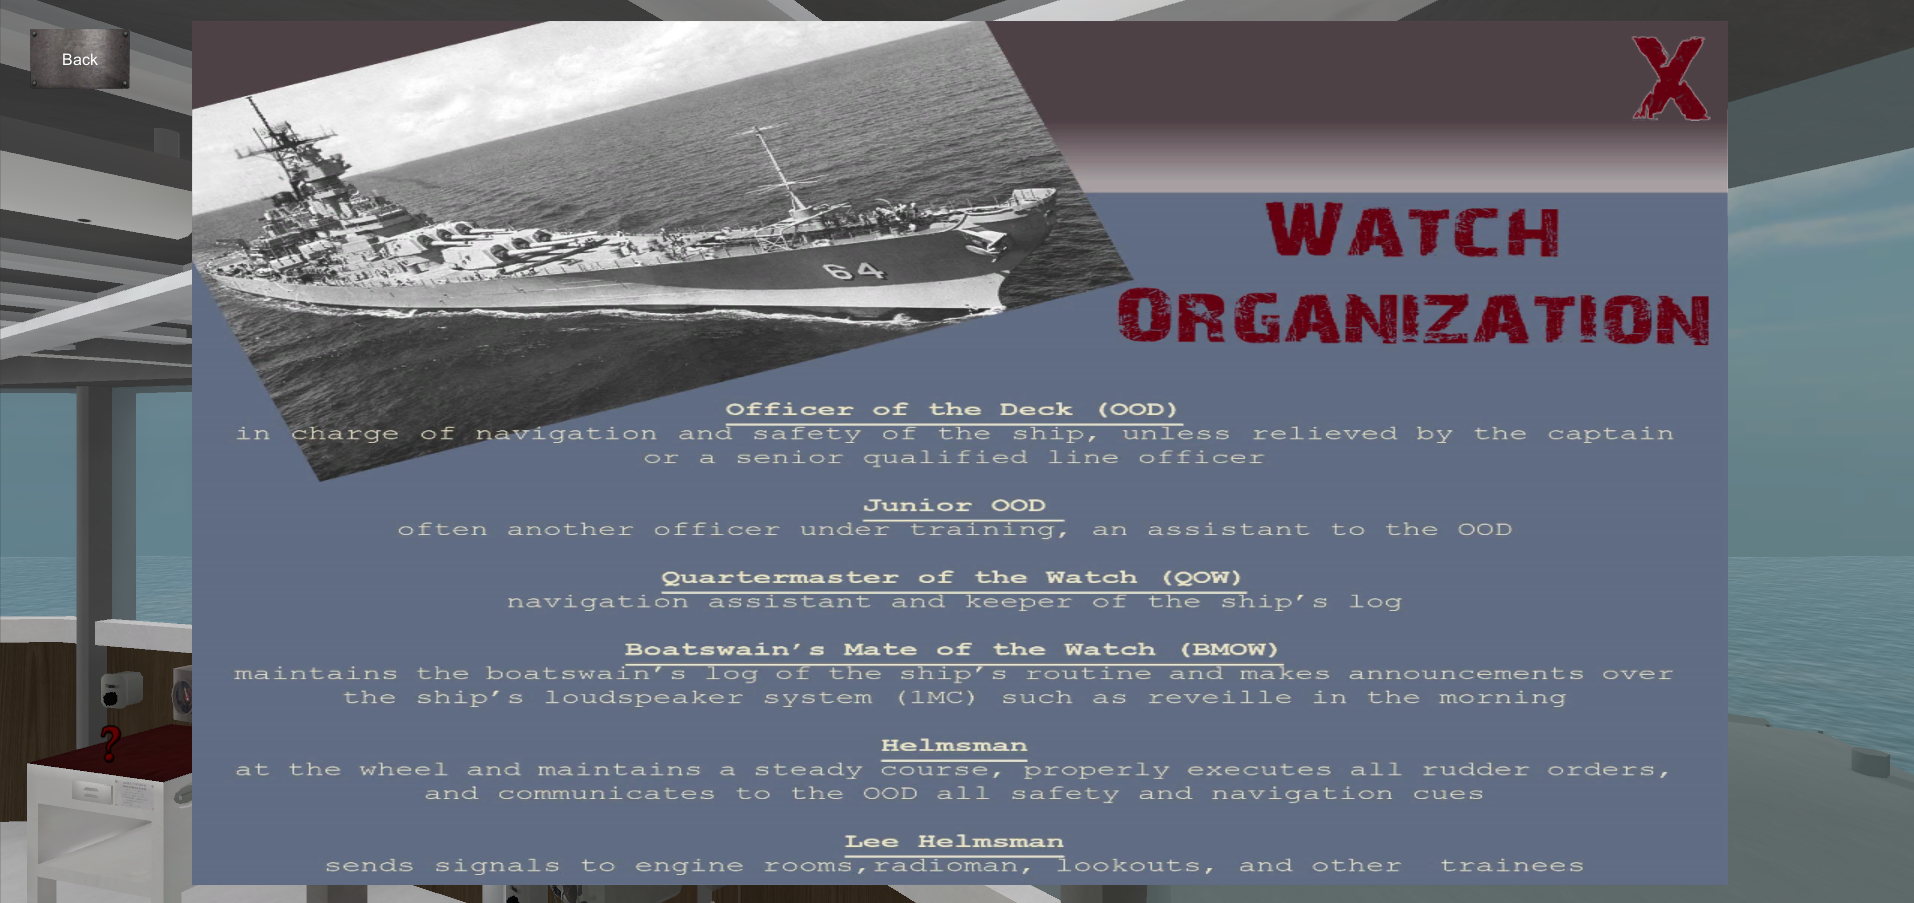 Back
X
64
Watch
Organization
Officer of the Deck (OOD)
in charge of navigation and safety of the ship, unless relieved by the captain
or a senior qualified line officer
Junior OOD
often another officer under training, an assistant to the OOD
Quartermaster of the Watch (QOW)
navigation assistant and keeper of the ship's log
Boatswain's Mate of the Watch (BMOW)
maintains the boatswain's log of the ship's routine and makes announcements over
the ship's loudspeaker system (1MC) such as reveille in the morning
Helmsman
at the wheel and maintains a steady course, properly executes all rudder orders,
and communicates to the OOD all safety and navigation cues
Lee Helmsman
sends signals to engine rooms,radioman, lookouts, and other  trainees
?